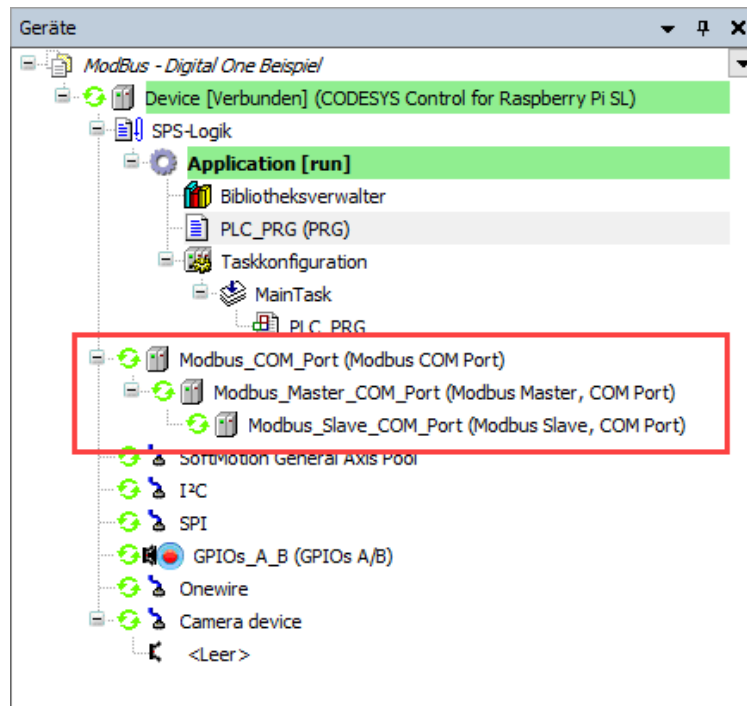 Geräte
ModBus - Digital One Beispiel
Device [Verbunden] (CODESYS Control for Raspberry Pi SL)
SPS-Logik
Application [run]
Bibliotheksverwalter
PLC_PRG (PRG)
Taskkonfiguration
MainTask
PLC_PRG
Modbus_COM_Port (Modbus COM Port)
Modbus_Master_COM_Port (Modbus Master, COM Port)
Modbus_Slave_COM_Port (Modbus Slave, COM Port)
SoftMotion General Axis Pool
I²C
SPI
GPIOs_A_B (GPIOs A/B)
Onewire
Camera device
<Leer>